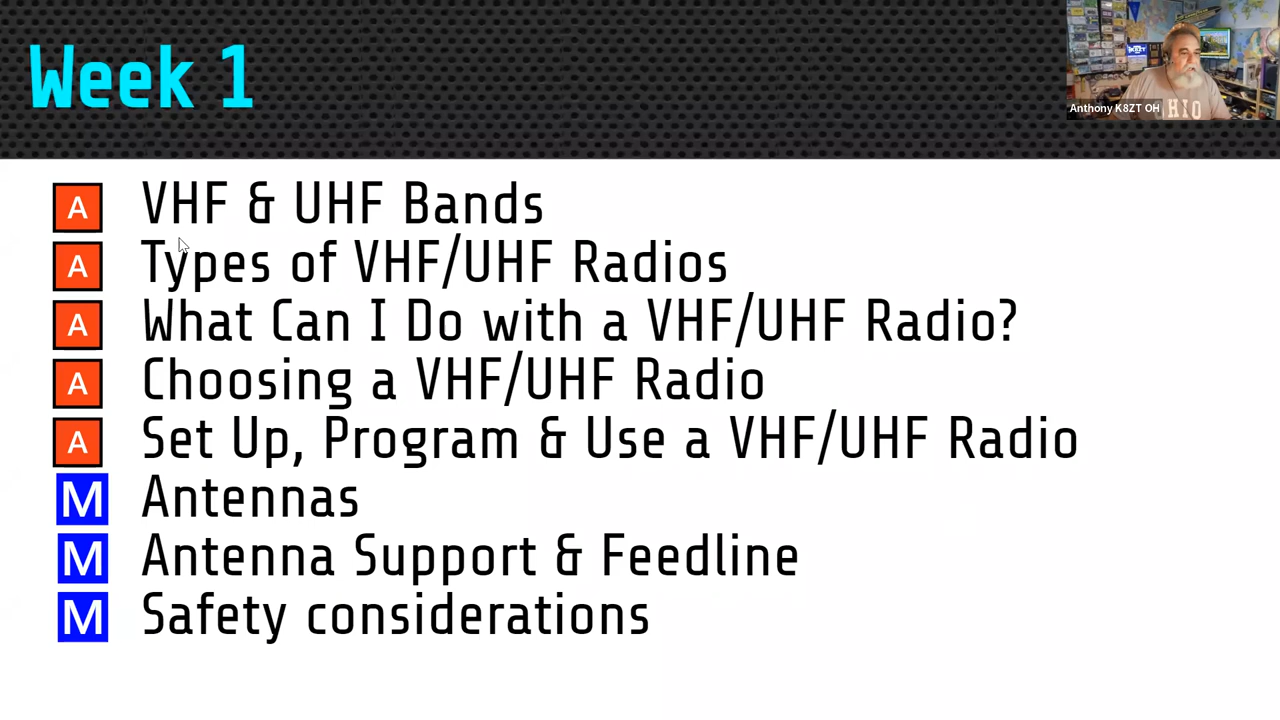 Week 1
Anthony K8ZT OH
HIO
A VHF & UHF Bands
A Types of VHF/UHF Radios
A What Can I Do with a VHF/UHF Radio?
A Choosing a VHF/UHF Radio
A Set Up, Program & Use a VHF/UHF Radio
M Antennas
M Antenna Support & Feedline
M Safety considerations